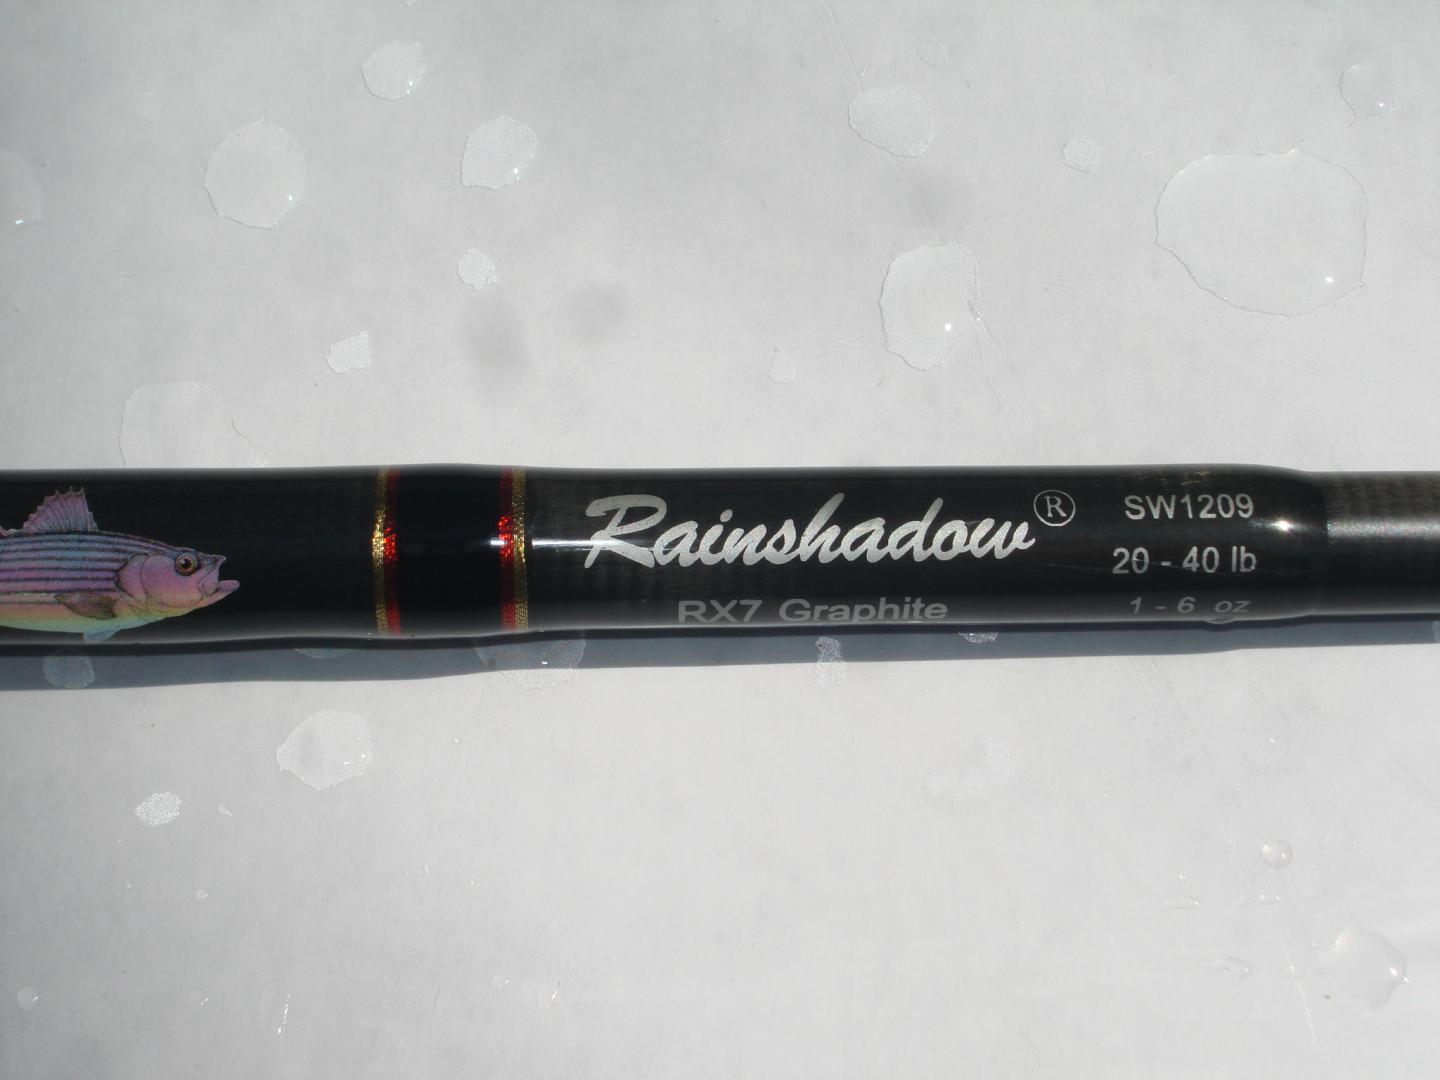 Rainshadow®
RX7 Graphite
SW1209
20 - 40 lb
1 - 6 oz